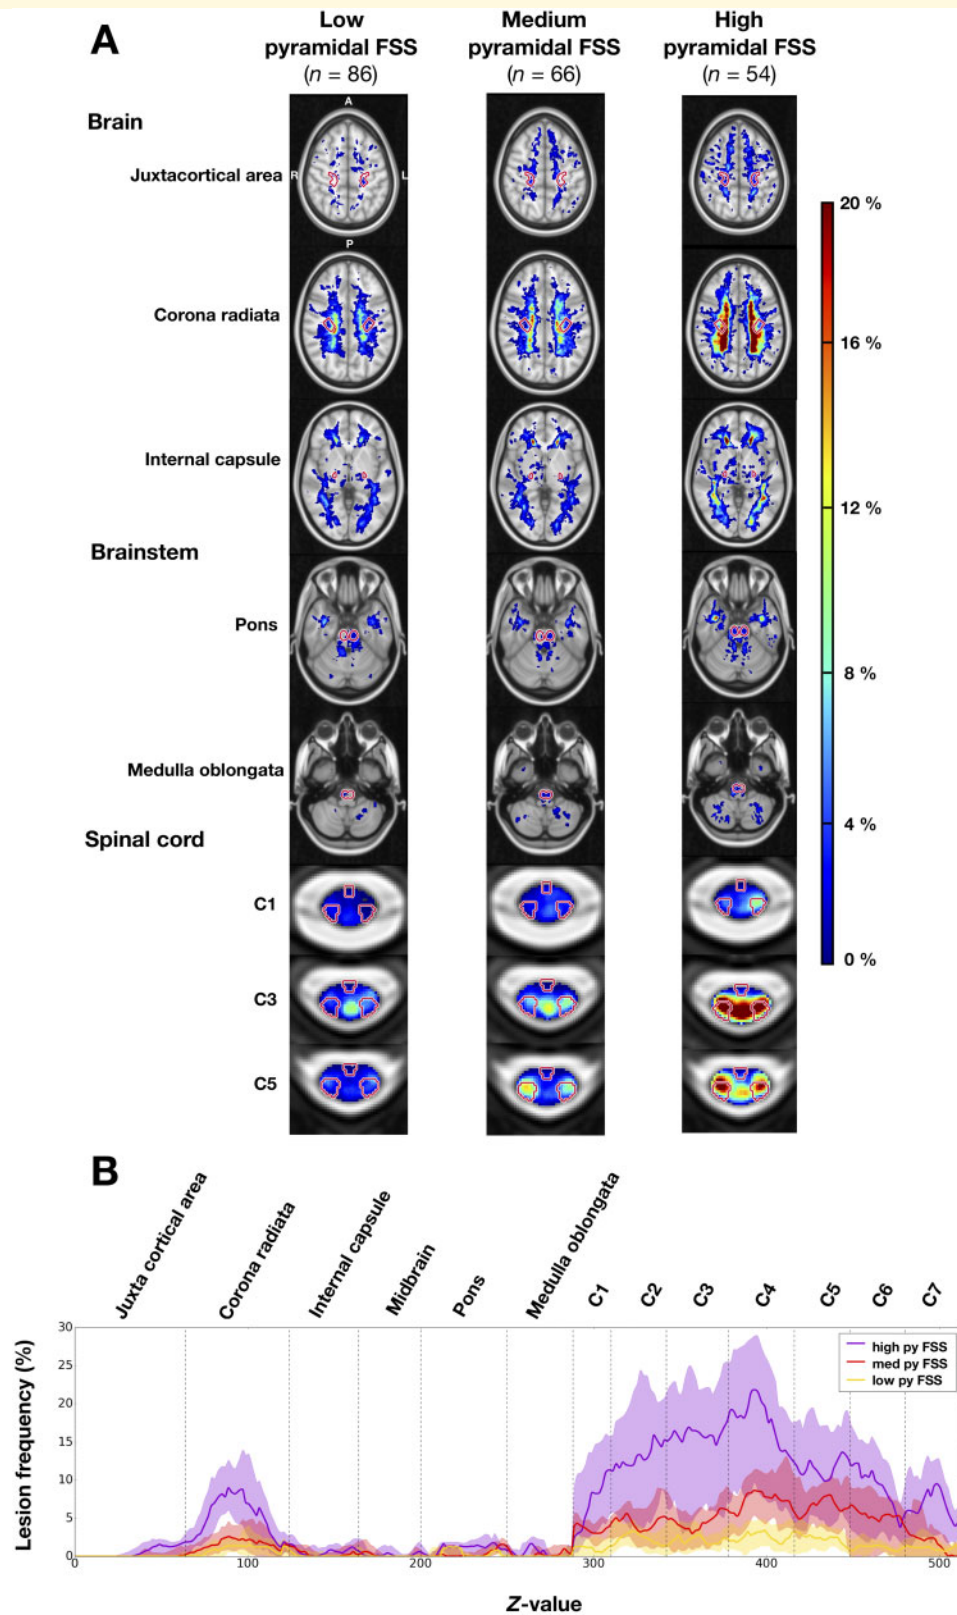 A
Low
pyramidal FSS
(n = 86)
Medium
pyramidal FSS
(n = 66)
High
pyramidal FSS
(n = 54)
Brain
A
Juxtacortical area
R
L
P
Corona radiata
Internal capsule
Brainstem
Pons
Medulla oblongata
Spinal cord
C1
C3
C5
20 %
16 %
12 %
8 %
4 %
0 %
B
Juxta cortical area
Corona radiata
Internal capsule
Midbrain
Pons
Medulla oblongata
C1
C2
C3
C4
C5
C6
C7
Lesion frequency (%)
30
25
20
15
10
5
0
high py FSS
med py FSS
low py FSS
0
100
200
300
400
500
Z-value